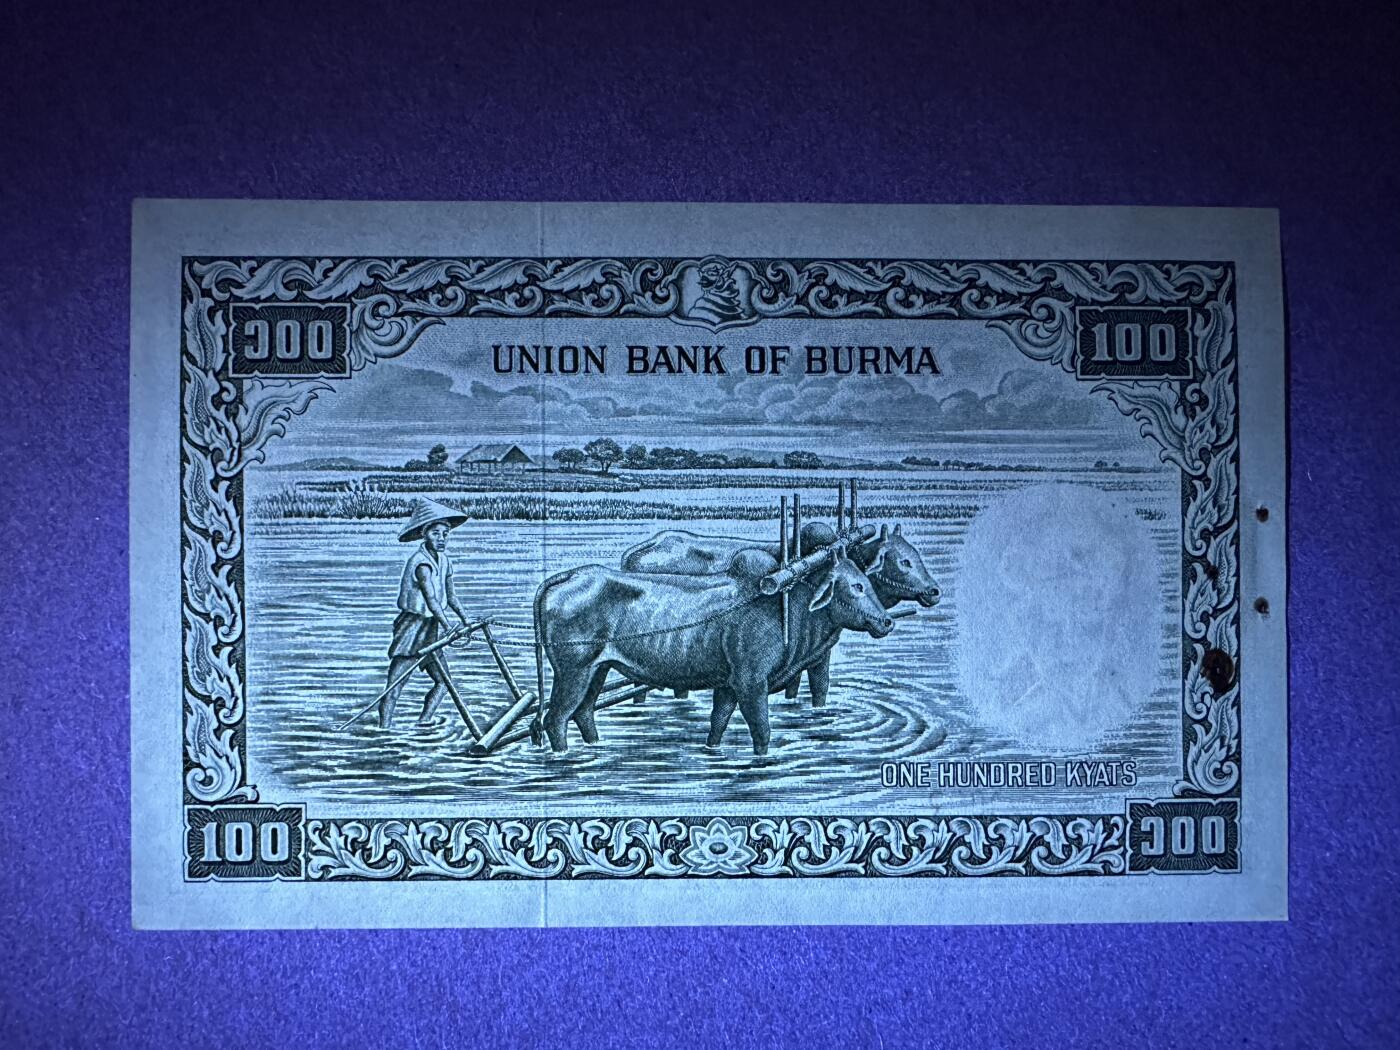 ၁၀၀
100
UNION BANK OF BURMA
ONE HUNDRED KYATS
100
၁၀၀